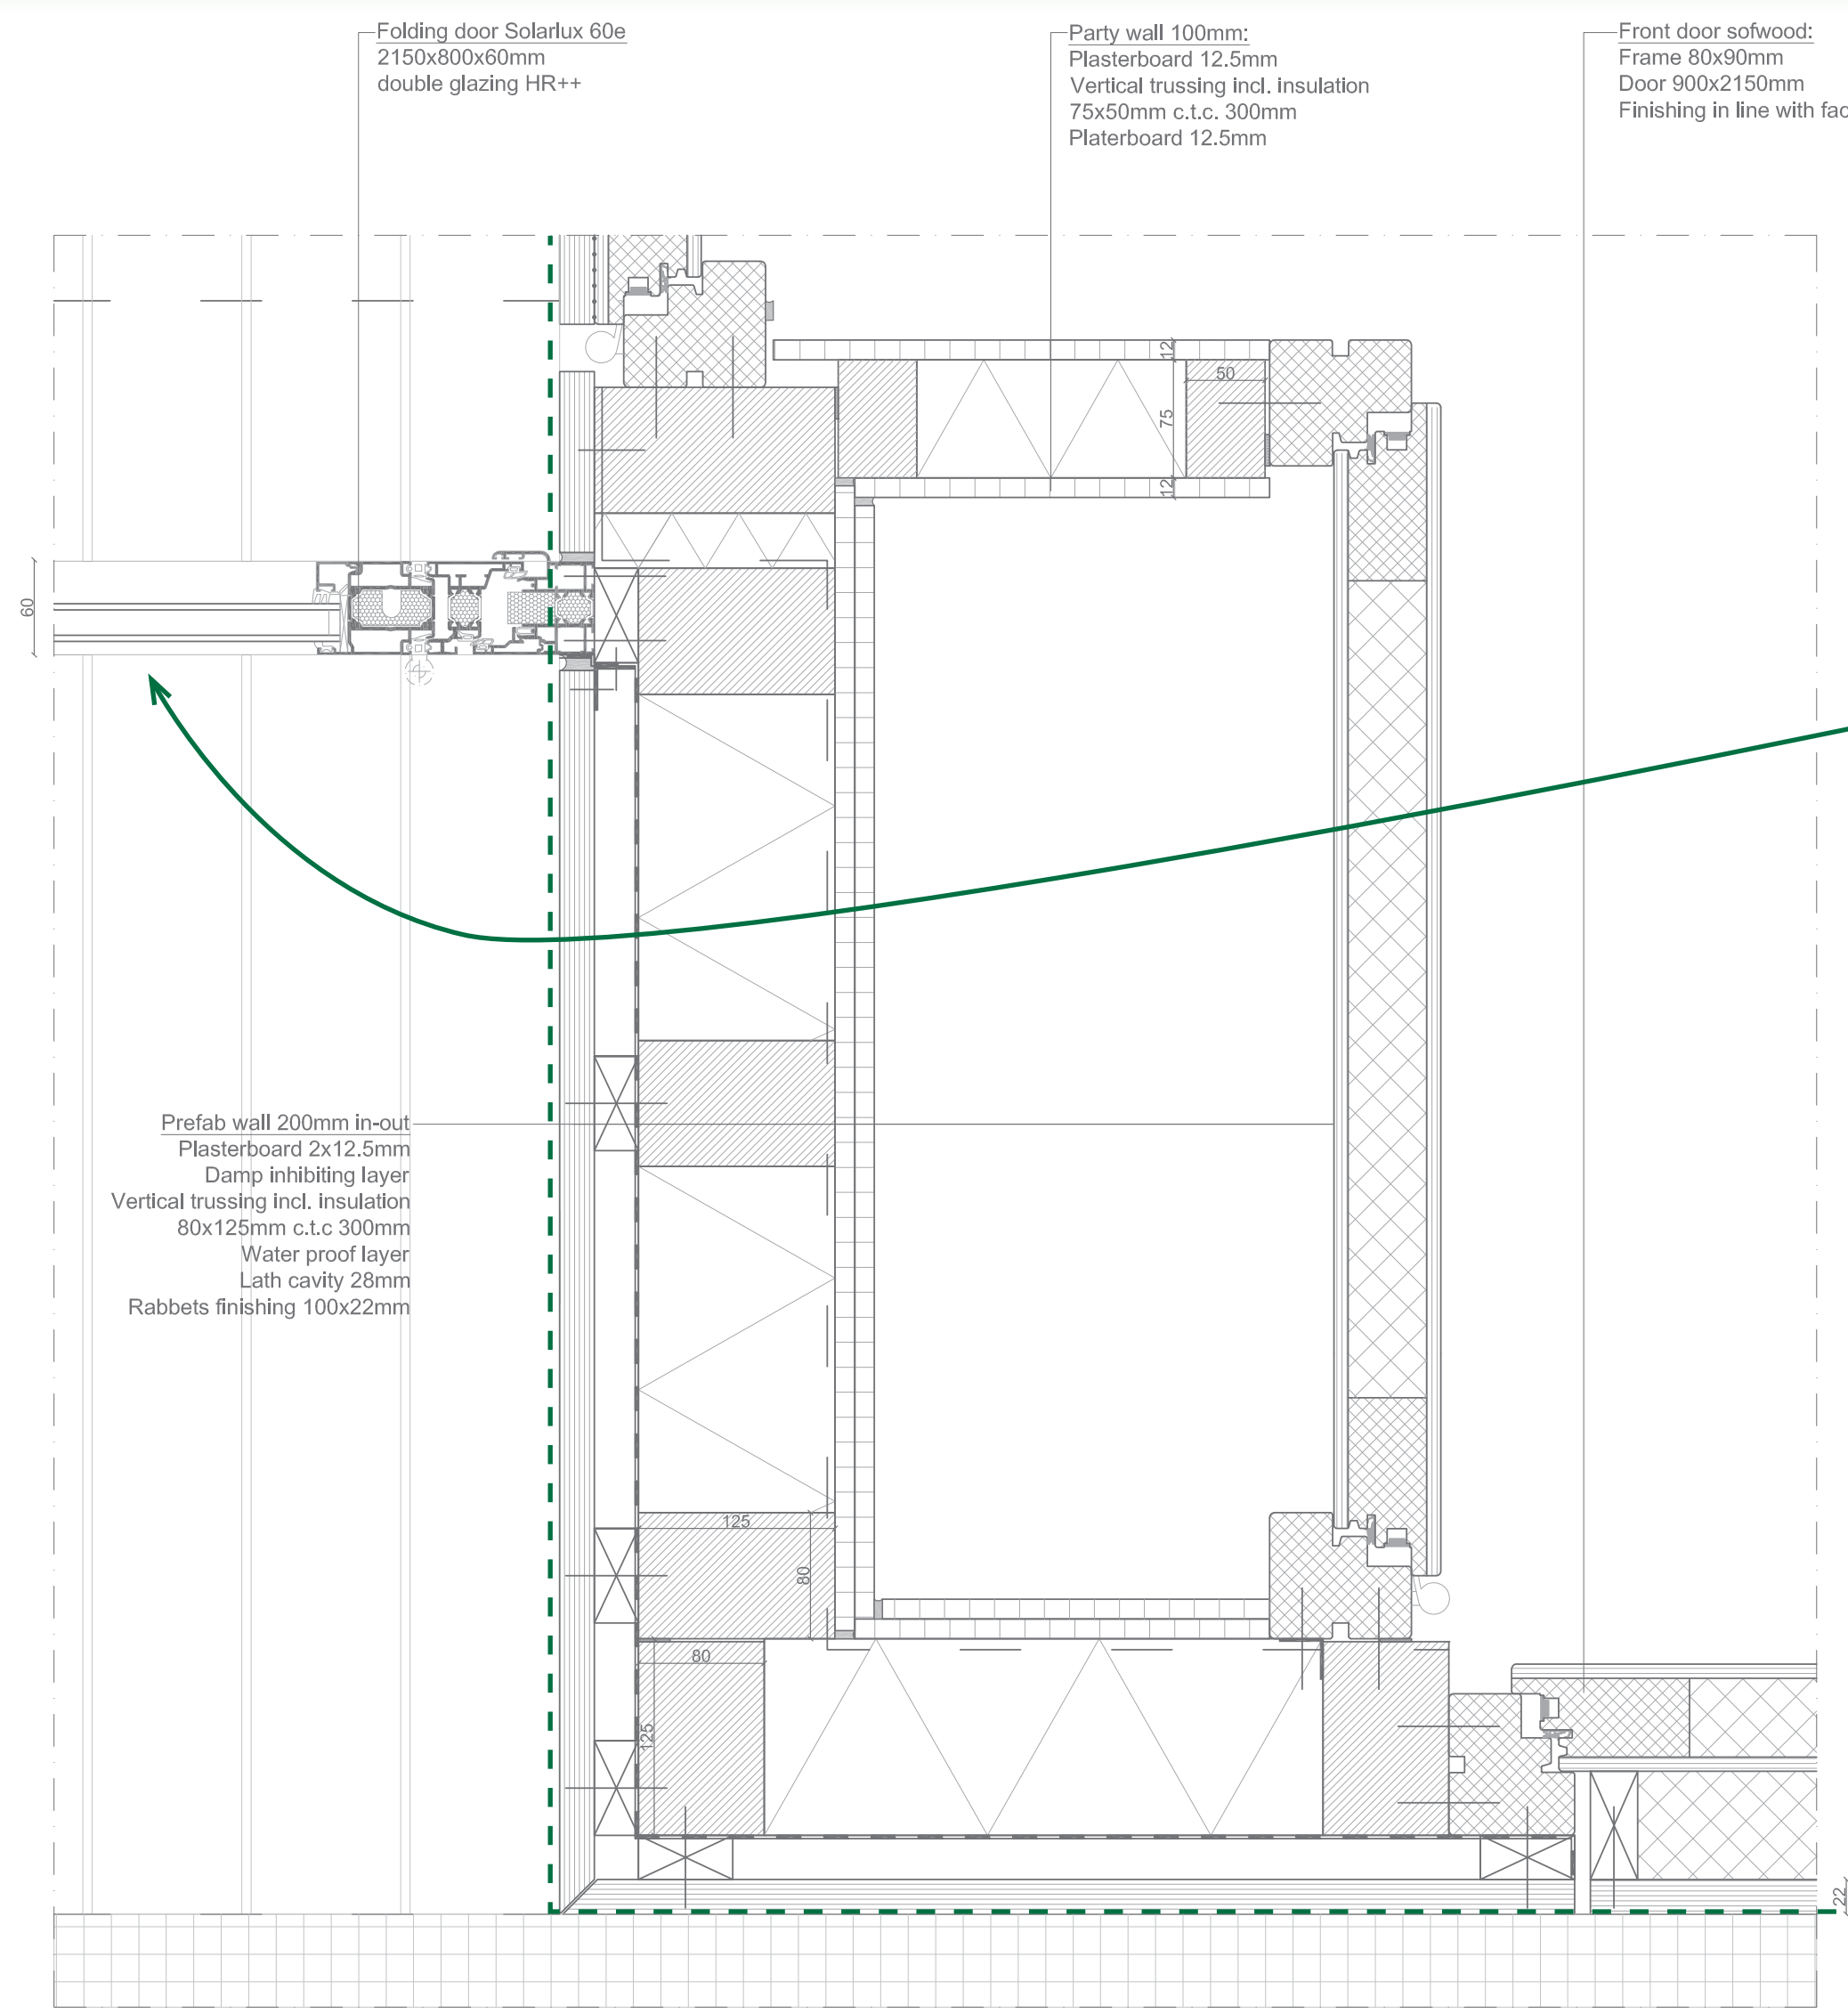 Folding door Solarlux 60e
2150x800x60mm
double glazing HR++
Party wall 100mm:
Plasterboard 12.5mm
Vertical trussing incl. insulation
75x50mm c.t.c. 300mm
Platerboard 12.5mm
Front door sofwood:
Frame 80x90mm
Door 900x2150mm
Finishing in line with fac
12
50
75
12
60
Prefab wall 200mm in-out
Plasterboard 2x12.5mm
Damp inhibiting layer
Vertical trussing incl. insulation
80x125mm c.t.c 300mm
Water proof layer
Lath cavity 28mm
Rabbets finishing 100x22mm
125
80
80
125
22